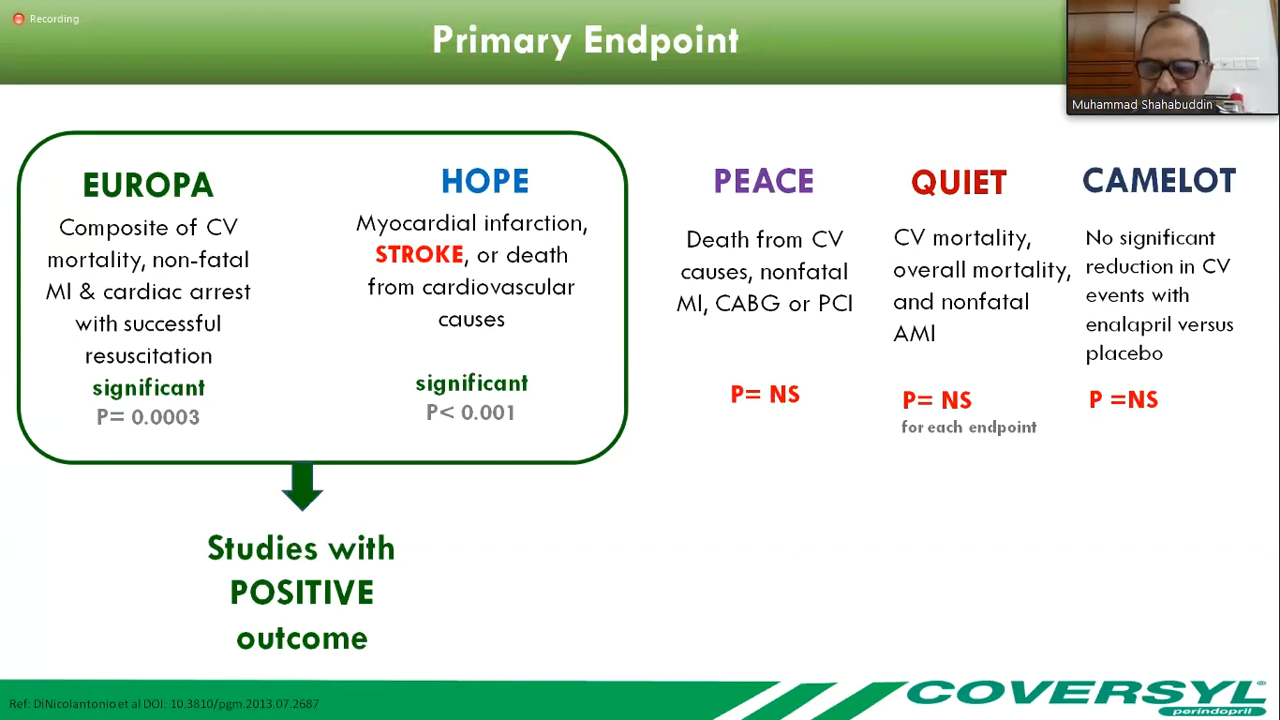 Recording
Primary Endpoint
Muhammad Shahabuddin
EUROPA
Composite of CV
mortality, non-fatal
MI & cardiac arrest
with successful
resuscitation
significant
P= 0.0003
HOPE
Myocardial infarction,
STROKE, or death
from cardiovascular
causes
significant
P< 0.001
PEACE
Death from CV
causes, nonfatal
MI, CABG or PCI
P= NS
QUIET
CV mortality,
overall mortality,
and nonfatal
AMI
P= NS
for each endpoint
CAMELOT
No significant
reduction in CV
events with
enalapril versus
placebo
P =NS
Studies with
POSITIVE
outcome
Ref: DiNicolantonio et al DOI: 10.3810/pgm.2013.07.2687
COVERSYL®
perindopril